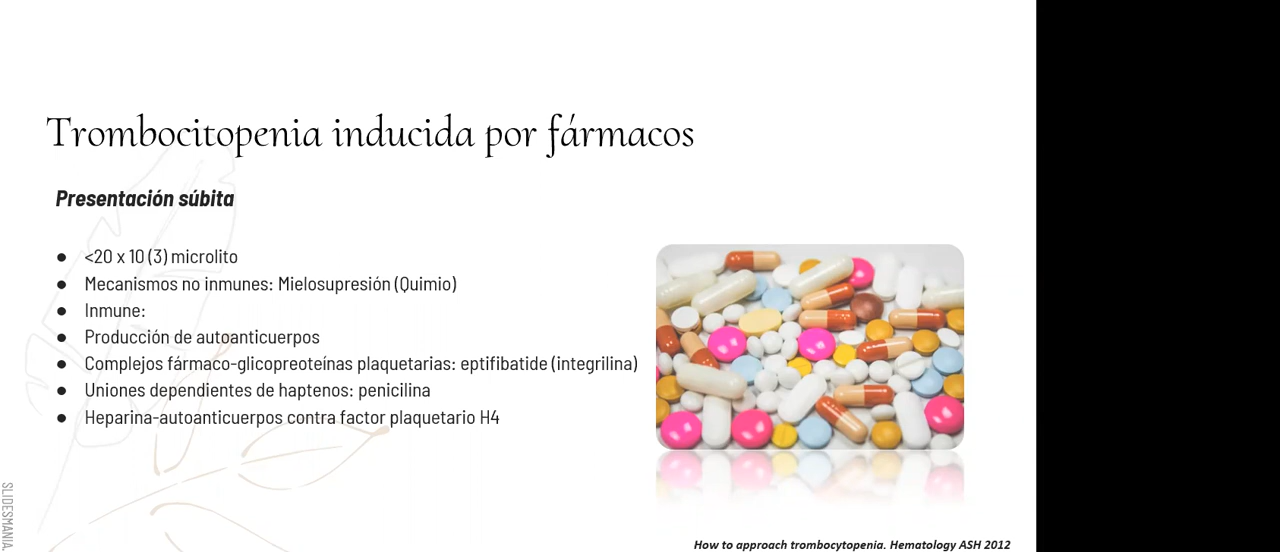 Trombocitopenia inducida por fármacos
Presentación súbita
● <20 x 10 (3) microlito
● Mecanismos no inmunes: Mielosupresión (Quimio)
● Inmune:
● Producción de autoanticuerpos
● Complejos fármaco-glicopreoteínas plaquetarias: eptifibatide (integrilina)
● Uniones dependientes de haptenos: penicilina
● Heparina-autoanticuerpos contra factor plaquetario H4
SLIDESMANIA.
How to approach trombocytopenia. Hematology ASH 2012